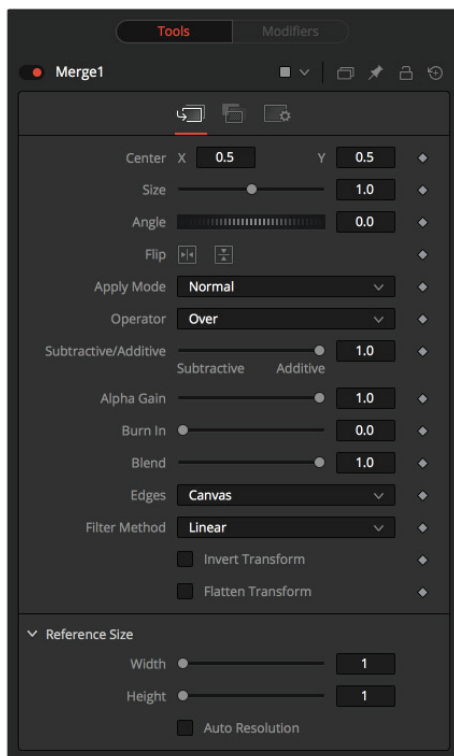 Tools Modifiers
Merge1
Center X 0.5 Y 0.5
Size 1.0
Angle 0.0
Flip
Apply Mode Normal
Operator Over
Subtractive/Additive 1.0
Subtractive Additive
Alpha Gain 1.0
Burn In 0.0
Blend 1.0
Edges Canvas
Filter Method Linear
Invert Transform
Flatten Transform
Reference Size
Width 1
Height 1
Auto Resolution